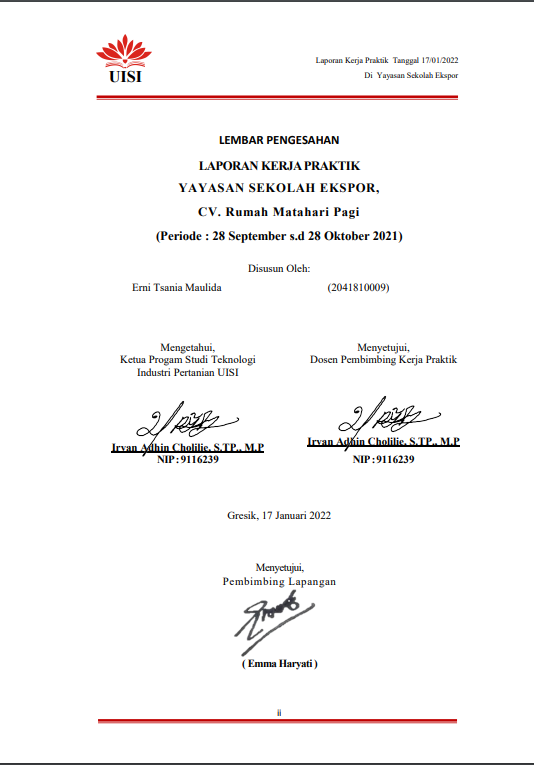 UISI
Laporan Kerja Praktik Tanggal 17/01/2022
Di Yayasan Sekolah Ekspor
LEMBAR PENGESAHAN
LAPORAN KERJA PRAKTIK
YAYASAN SEKOLAH EKSPOR,
CV. Rumah Matahari Pagi
(Periode : 28 September s.d 28 Oktober 2021)
Disusun Oleh:
Erni Tsania Maulida (2041810009)
Mengetahui,
Ketua Progam Studi Teknologi
Industri Pertanian UISI
Irvan Adhin Cholilie, S.TP., M.P
NIP : 9116239
Menyetujui,
Dosen Pembimbing Kerja Praktik
Irvan Adhin Cholilie, S.TP., M.P
NIP : 9116239
Gresik, 17 Januari 2022
Menyetujui,
Pembimbing Lapangan
( Emma Haryati )
ii